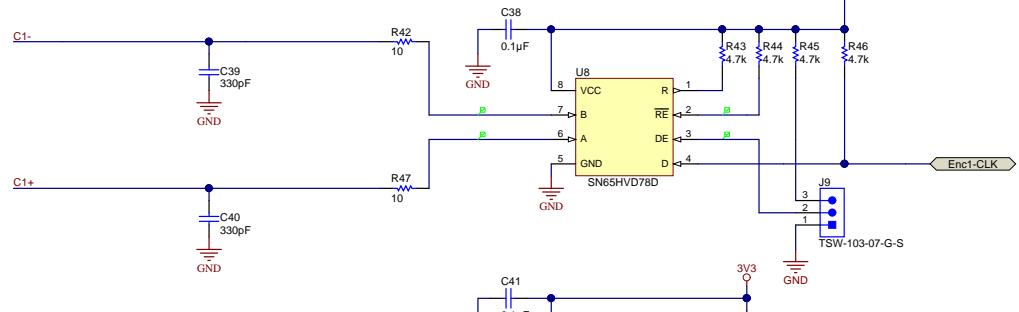 C38
0.1µF
GND
C1-
R42
10
C39
330pF
GND
R43
4.7k
R44
4.7k
R45
4.7k
R46
4.7k
U8
8 VCC R 1
7 B RE 2
6 A DE 3
5 GND D 4
SN65HVD78D
GND
Enc1-CLK
C1+
R47
10
C40
330pF
GND
J9
3
2
1
TSW-103-07-G-S
GND
C41
3V3